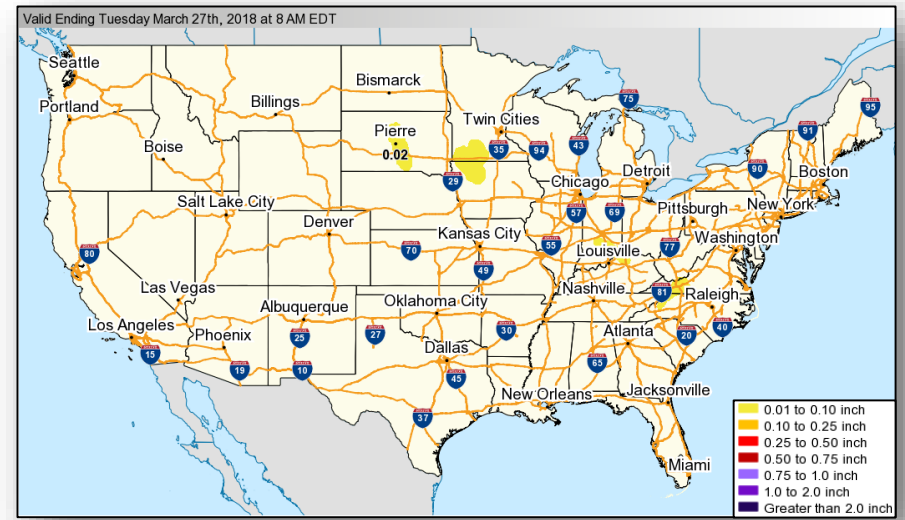 Valid Ending Tuesday March 27th, 2018 at 8 AM EDT
Seattle
Bismarck
75
95
Portland
Billings
Pierre
Twin Cities
91
0.02
35
94
43
Boise
90
Detroit
Boston
29
Chicago
Salt Lake City
57
69
Pittsburgh
New York
Denver
Kansas City
Washington
80
70
55
Louisville
77
49
Las Vegas
Nashville
81
Raleigh
Albuquerque
Oklahoma City
Los Angeles
Phoenix
25
27
30
Atlanta
20
40
15
Dallas
65
19
10
45
New Orleans
Jacksonville
37
Miami
0.01 to 0.10 inch
0.10 to 0.25 inch
0.25 to 0.50 inch
0.50 to 0.75 inch
0.75 to 1.0 inch
1.0 to 2.0 inch
Greater than 2.0 inch